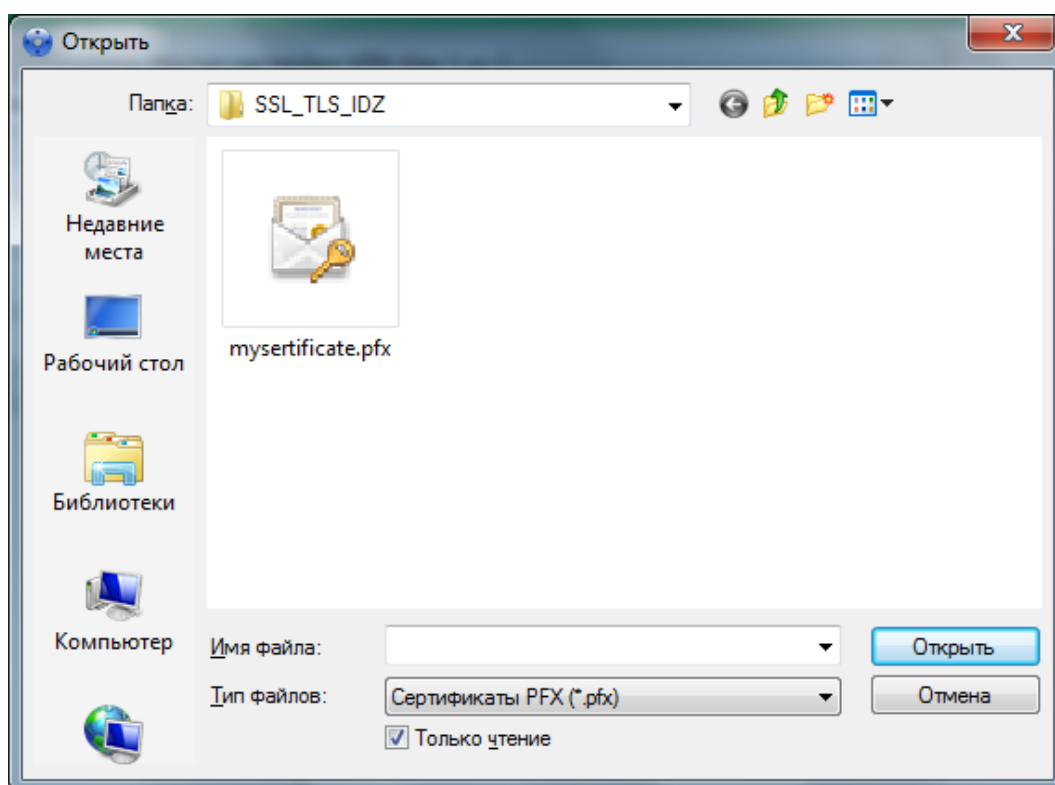 Открыть
Папка:
SSL_TLS_IDZ
Недавние
места
Рабочий стол
Библиотеки
Компьютер
mysertificate.pfx
Имя файла:
Открыть
Тип файлов:
Сертификаты PFX (*.pfx)
Отмена
Только чтение